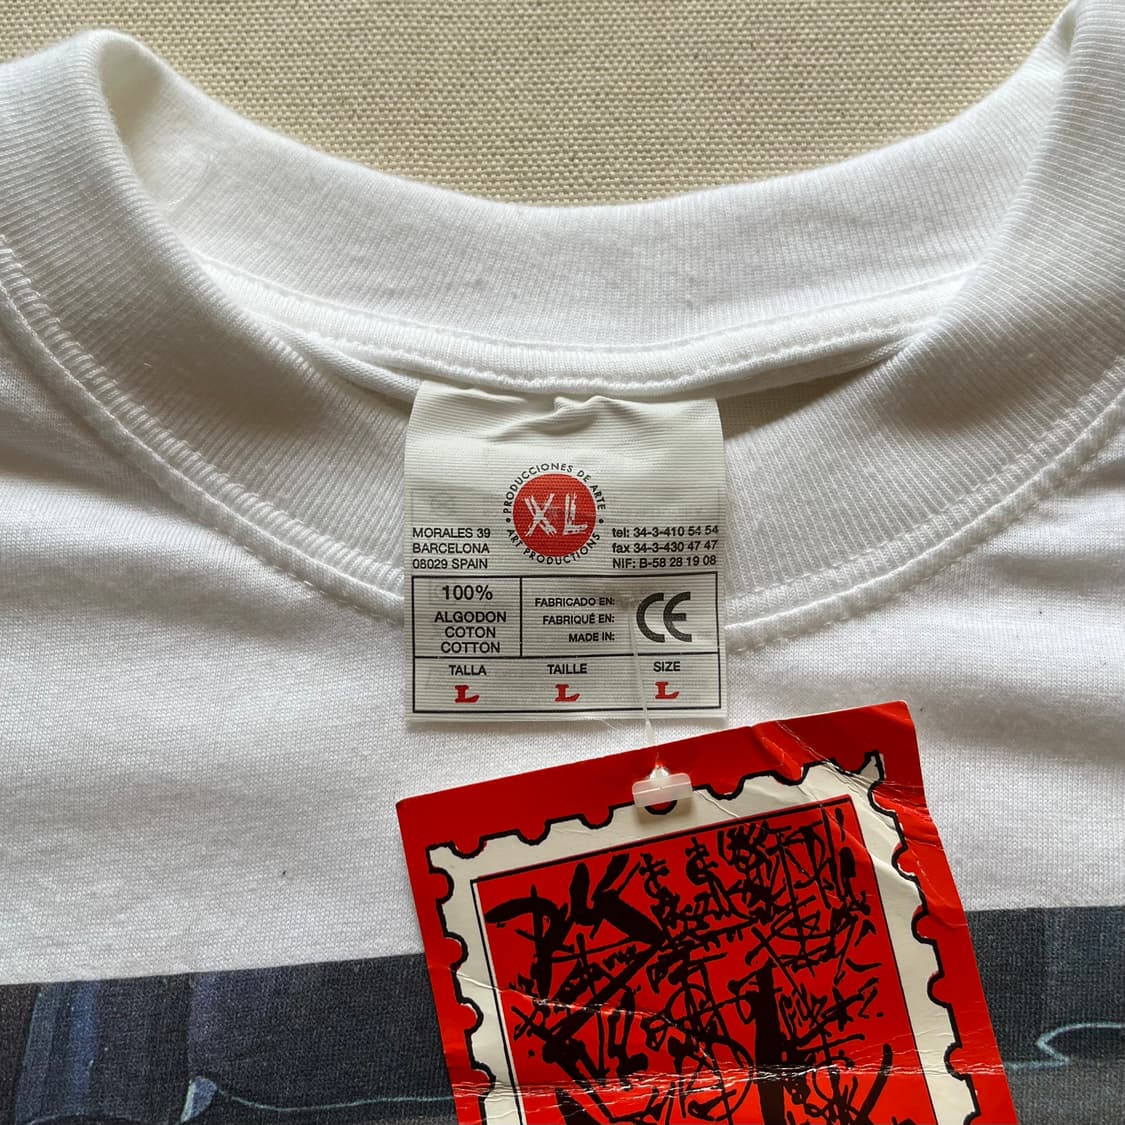 PRODUCCIONES DE ARTE
XL
ART PRODUCTIONS
MORALES 39
BARCELONA
08029 SPAIN
tel: 34-3-410 54 54
fax 34-3-430 47 47
NIF: B-58 28 19 08
100%
ALGODON
COTON
COTTON
FABRICADO EN:
FABRIQUÉ EN:
MADE IN:
CE
TALLA TAILLE SIZE
L L L